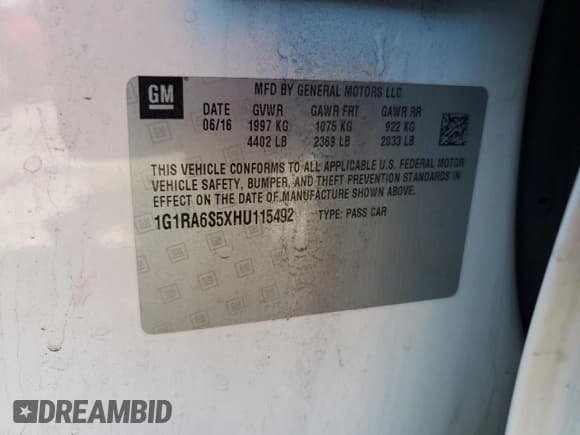 GM
MFD BY GENERAL MOTORS LLC
DATE GVWR GAWR FRT GAWR RR
06/16 1997 KG 1075 KG 922 KG
4402 LB 2369 LB 2033 LB
THIS VEHICLE CONFORMS TO ALL APPLICABLE U.S. FEDERAL MOTOR
VEHICLE SAFETY, BUMPER, AND THEFT PREVENTION STANDARDS IN
EFFECT ON THE DATE OF MANUFACTURE SHOWN ABOVE.
1G1RA6S5XHU115492 TYPE: PASS CAR
DREAMBID